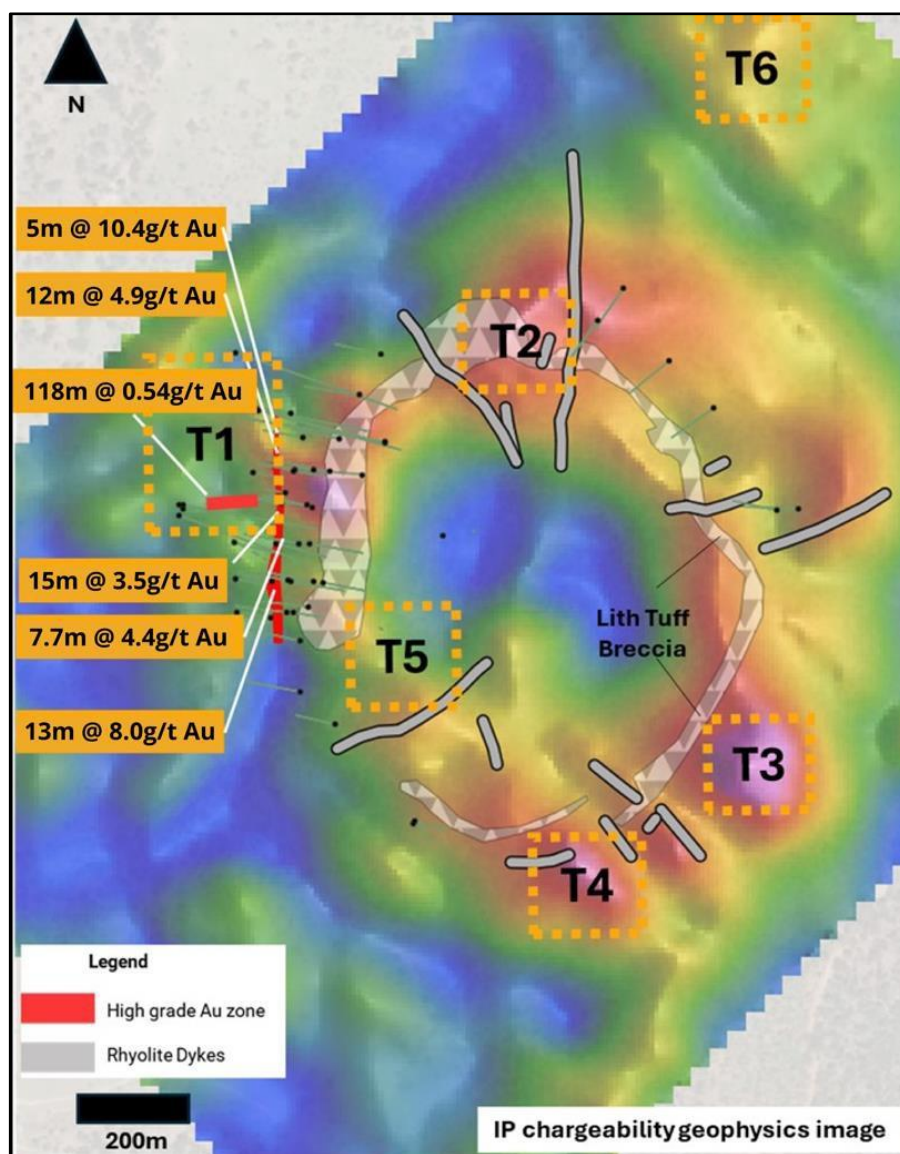 T6
N
5m @ 10.4g/t Au
12m @ 4.9g/t Au
T2
118m @ 0.54g/t Au
T1
15m @ 3.5g/t Au
Lith Tuff
Breccia
7.7m @ 4.4g/t Au
T5
13m @ 8.0g/t Au
T3
T4
Legend
High grade Au zone
Rhyolite Dykes
200m
IP chargeability geophysics image